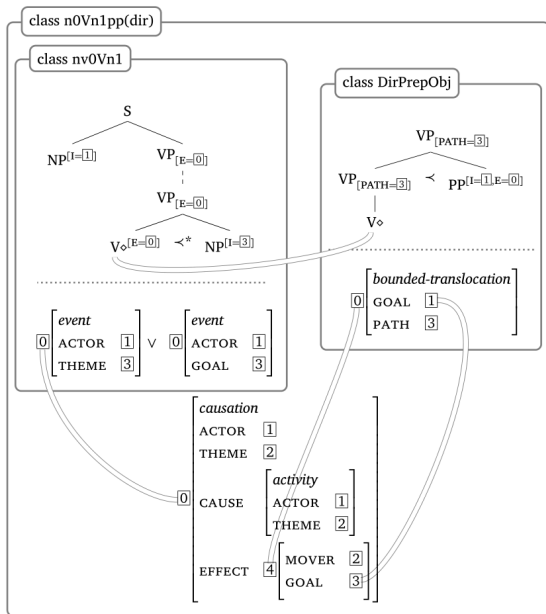 class n0Vn1pp(dir)
class nv0Vn1
class DirPrepObj
S
NP[I=1] VP[E=0]
VP[E=0]
V⋄[E=0] ≺* NP[I=3]
0 [event
ACTOR 1
THEME 3] ∨ 0 [event
ACTOR 1
GOAL 3]
VP[PATH=3]
VP[PATH=3] ≺ PP[I=1,E=0]
V⋄
0 [bounded-translocation
GOAL 1
PATH 3]
0 [causation
ACTOR 1
THEME 2
CAUSE [activity
ACTOR 1
THEME 2]
EFFECT 4 [MOVER 2
GOAL 3]]